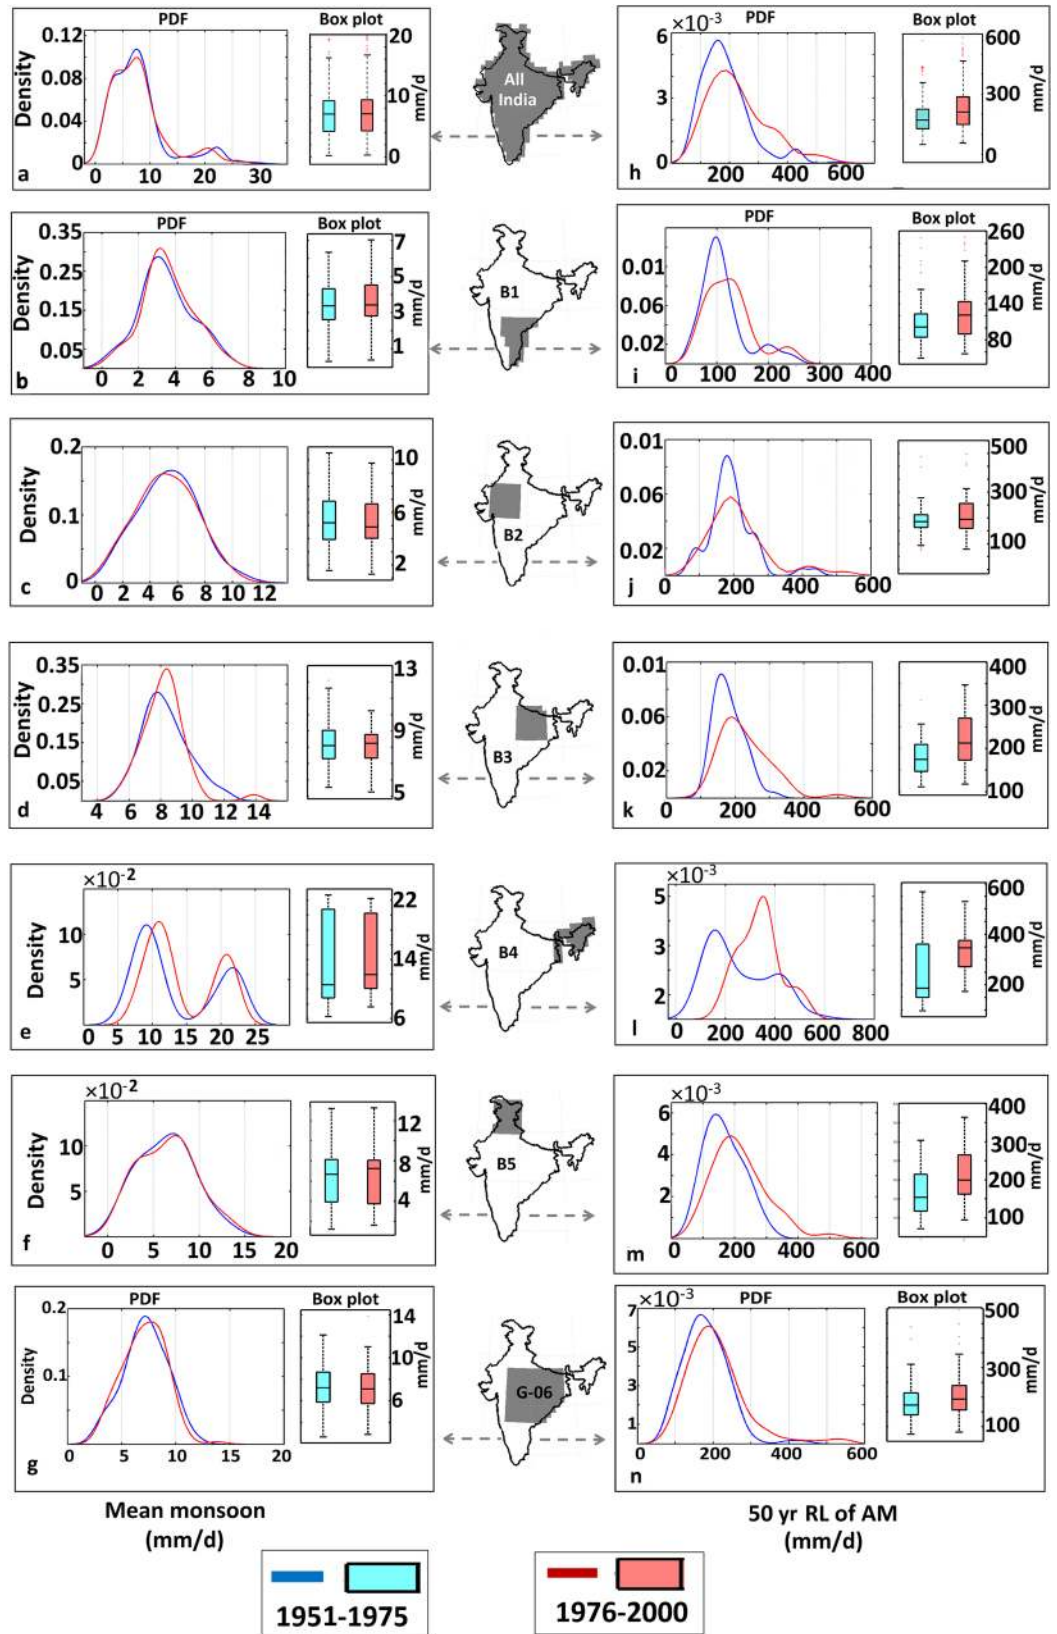 PDF Box plot
0.12 0.08 0.04 0
Density
0 10 20 30
20 10 0
mm/d
a
All India
×10-3 PDF Box plot
6 3 0
0 200 400 600
600 300 0
mm/d
h
PDF Box plot
0.35 0.25 0.15 0.05
Density
0 2 4 6 8 10
7 5 3 1
mm/d
b
B1
PDF Box plot
0.01 0.06 0.02
0 100 200 300 400
260 200 140 80
mm/d
i
0.2 0.1 0
Density
0 2 4 6 8 10 12
10 6 2
mm/d
c
B2
0.01 0.06 0.02
0 200 400 600
500 300 100
mm/d
j
0.35 0.25 0.15 0.05
Density
4 6 8 10 12 14
13 9 5
mm/d
d
B3
0.01 0.06 0.02
0 200 400 600
400 300 200 100
mm/d
k
×10-2
10 5
Density
0 5 10 15 20 25
22 14 6
mm/d
e
B4
×10-3
5 3 2
0 200 400 600 800
600 400 200
mm/d
l
×10-2
10 5
Density
0 5 10 15 20
12 8 4
mm/d
f
B5
×10-3
6 4 2
0 200 400 600
400 300 200 100
mm/d
m
PDF Box plot
0.2 0.1
Density
0 5 10 15 20
14 10 6
mm/d
g
G-06
×10-3 PDF Box plot
7 5 3 1
0 200 400 600
500 300 100
mm/d
n
Mean monsoon
(mm/d)
50 yr RL of AM
(mm/d)
1951-1975
1976-2000